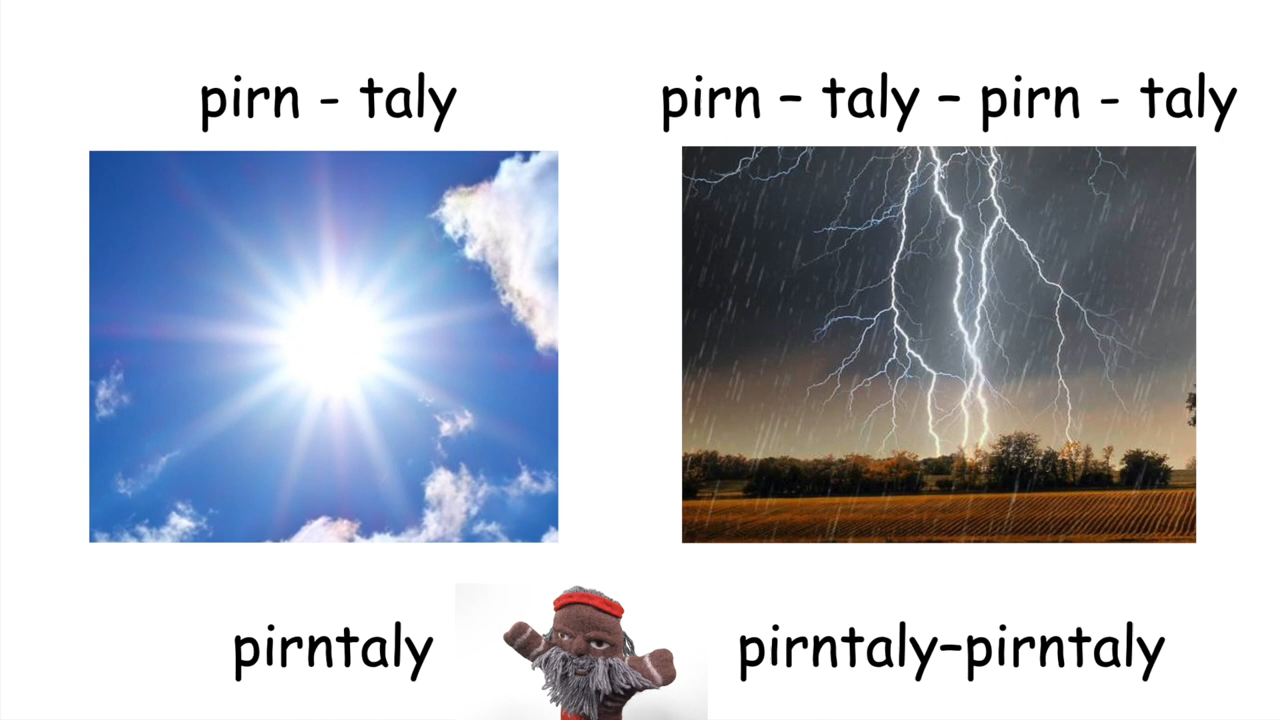 pirn - taly
pirn – taly – pirn - taly
pirntaly
pirntaly–pirntaly